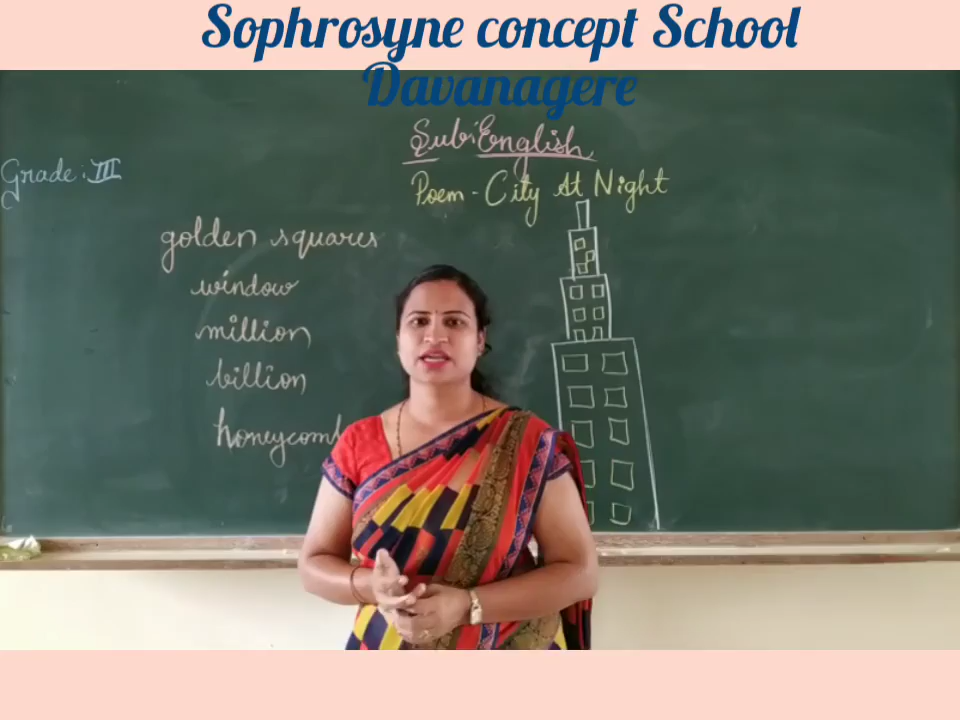 Sophrosyne concept School
Davanagere
Sub: English
Grade: III
Poem - City At Night
golden squares
window
million
billion
honeycomb